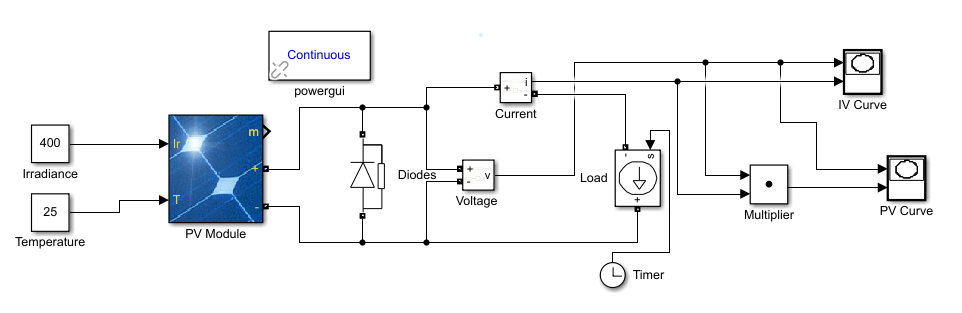 Continuous
powergui
400
Irradiance
25
Temperature
Ir
T
m
+
-
PV Module
Diodes
+
-
v
Voltage
+
i
-
Current
Load
-
s
+
Timer
Multiplier
IV Curve
PV Curve